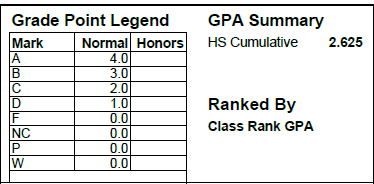 Grade Point Legend
Mark Normal Honors
A 4.0
B 3.0
C 2.0
D 1.0
F 0.0
NC 0.0
P 0.0
W 0.0
GPA Summary
HS Cumulative 2.625
Ranked By
Class Rank GPA